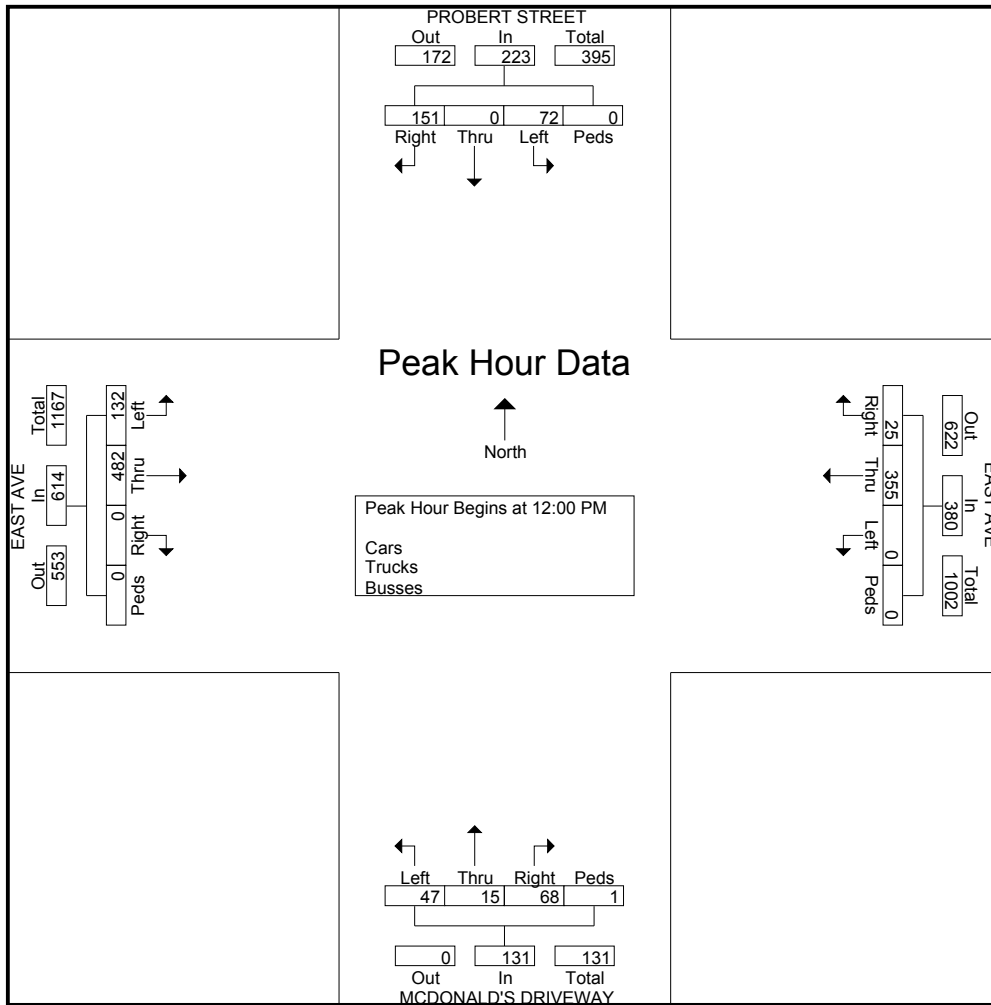 PROBERT STREET
Out In Total
172 223 395
151 0 72 0
Right Thru Left Peds
Peak Hour Data
North
Peak Hour Begins at 12:00 PM
Cars
Trucks
Busses
EAST AVE
Total In Out
1167 614 553
132 482 0 0
Left Thru Right Peds
EAST AVE
Out In Total
622 380 1002
25 355 0 0
Right Thru Left Peds
Left Thru Right Peds
47 15 68 1
0 131 131
Out In Total
MCDONALD'S DRIVEWAY